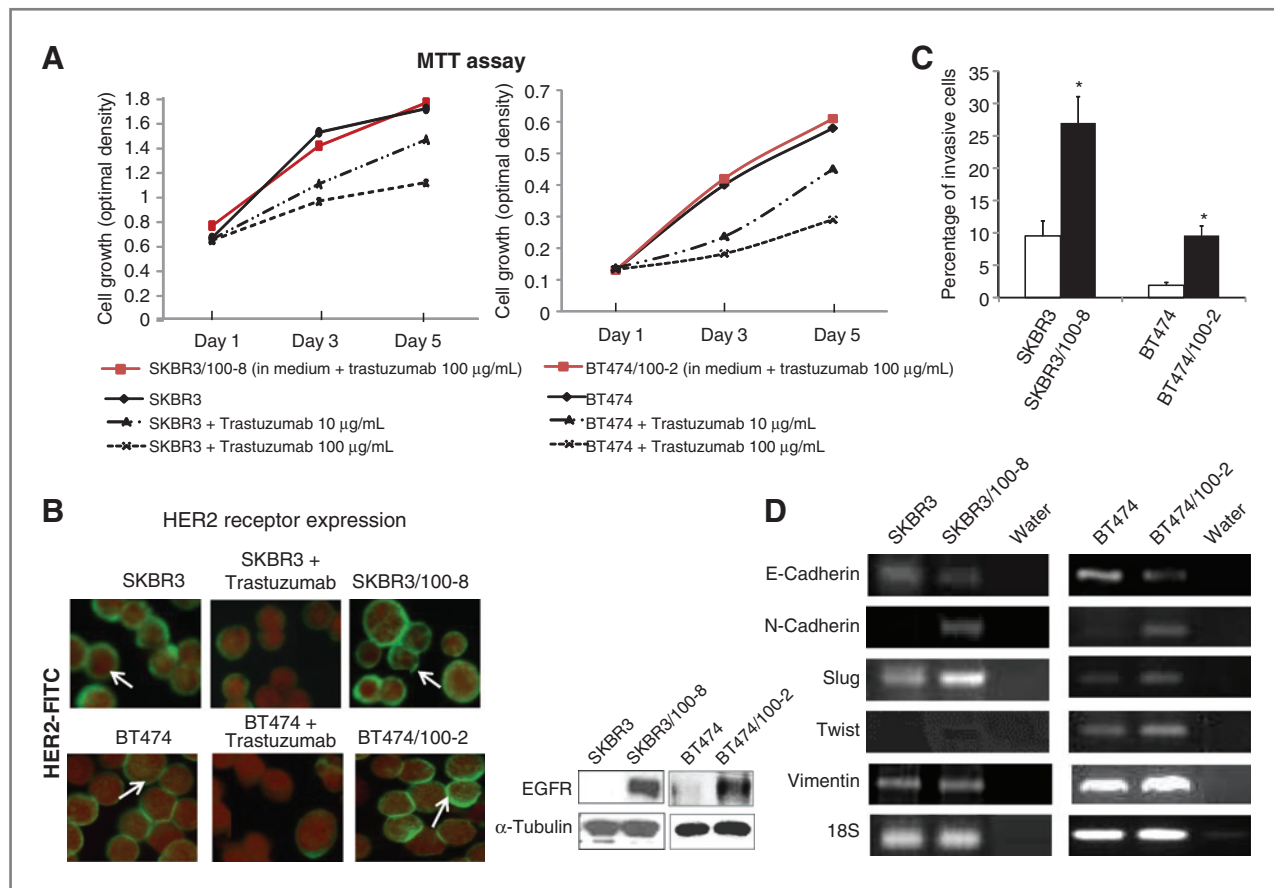 A
MTT assay
Cell growth (optimal density)
1.8
1.6
1.4
1.2
1
0.8
0.6
0.4
0.2
0
Day 1 Day 3 Day 5
SKBR3/100-8 (in medium + trastuzumab 100 µg/mL)
SKBR3
SKBR3 + Trastuzumab 10 µg/mL
SKBR3 + Trastuzumab 100 µg/mL
Cell growth (optimal density)
0.7
0.6
0.5
0.4
0.3
0.2
0.1
0
Day 1 Day 3 Day 5
BT474/100-2 (in medium + trastuzumab 100 µg/mL)
BT474
BT474 + Trastuzumab 10 µg/mL
BT474 + Trastuzumab 100 µg/mL
C
Percentage of invasive cells
35
30
25
20
15
10
5
0
*
*
SKBR3
SKBR3/100-8
BT474
BT474/100-2
B
HER2 receptor expression
HER2-FITC
SKBR3
SKBR3 +
Trastuzumab
SKBR3/100-8
BT474
BT474 +
Trastuzumab
BT474/100-2
SKBR3
SKBR3/100-8
BT474
BT474/100-2
EGFR
α-Tubulin
D
SKBR3
SKBR3/100-8
Water
BT474
BT474/100-2
Water
E-Cadherin
N-Cadherin
Slug
Twist
Vimentin
18S